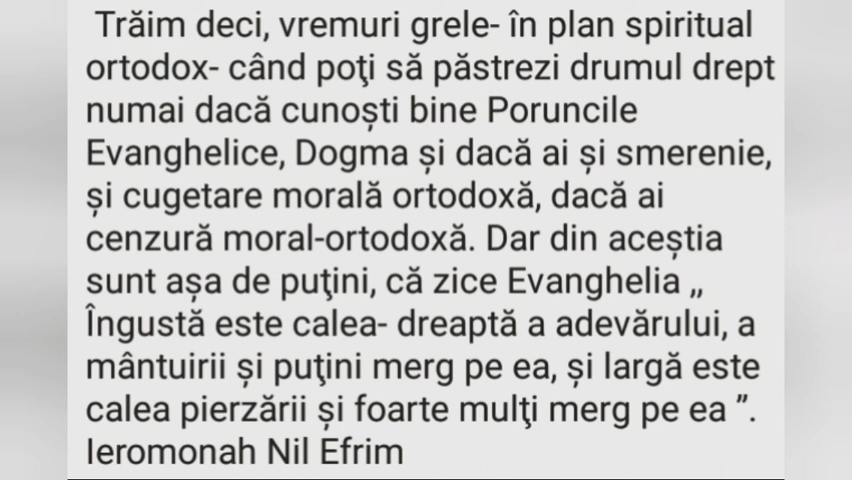 Trăim deci, vremuri grele- în plan spiritual
ortodox- când poţi să păstrezi drumul drept
numai dacă cunoști bine Poruncile
Evanghelice, Dogma și dacă ai și smerenie,
și cugetare morală ortodoxă, dacă ai
cenzură moral-ortodoxă. Dar din aceștia
sunt așa de puţini, că zice Evanghelia „
Îngustă este calea- dreaptă a adevărului, a
mântuirii și puţini merg pe ea, și largă este
calea pierzării și foarte mulţi merg pe ea ”.
Ieromonah Nil Efrim